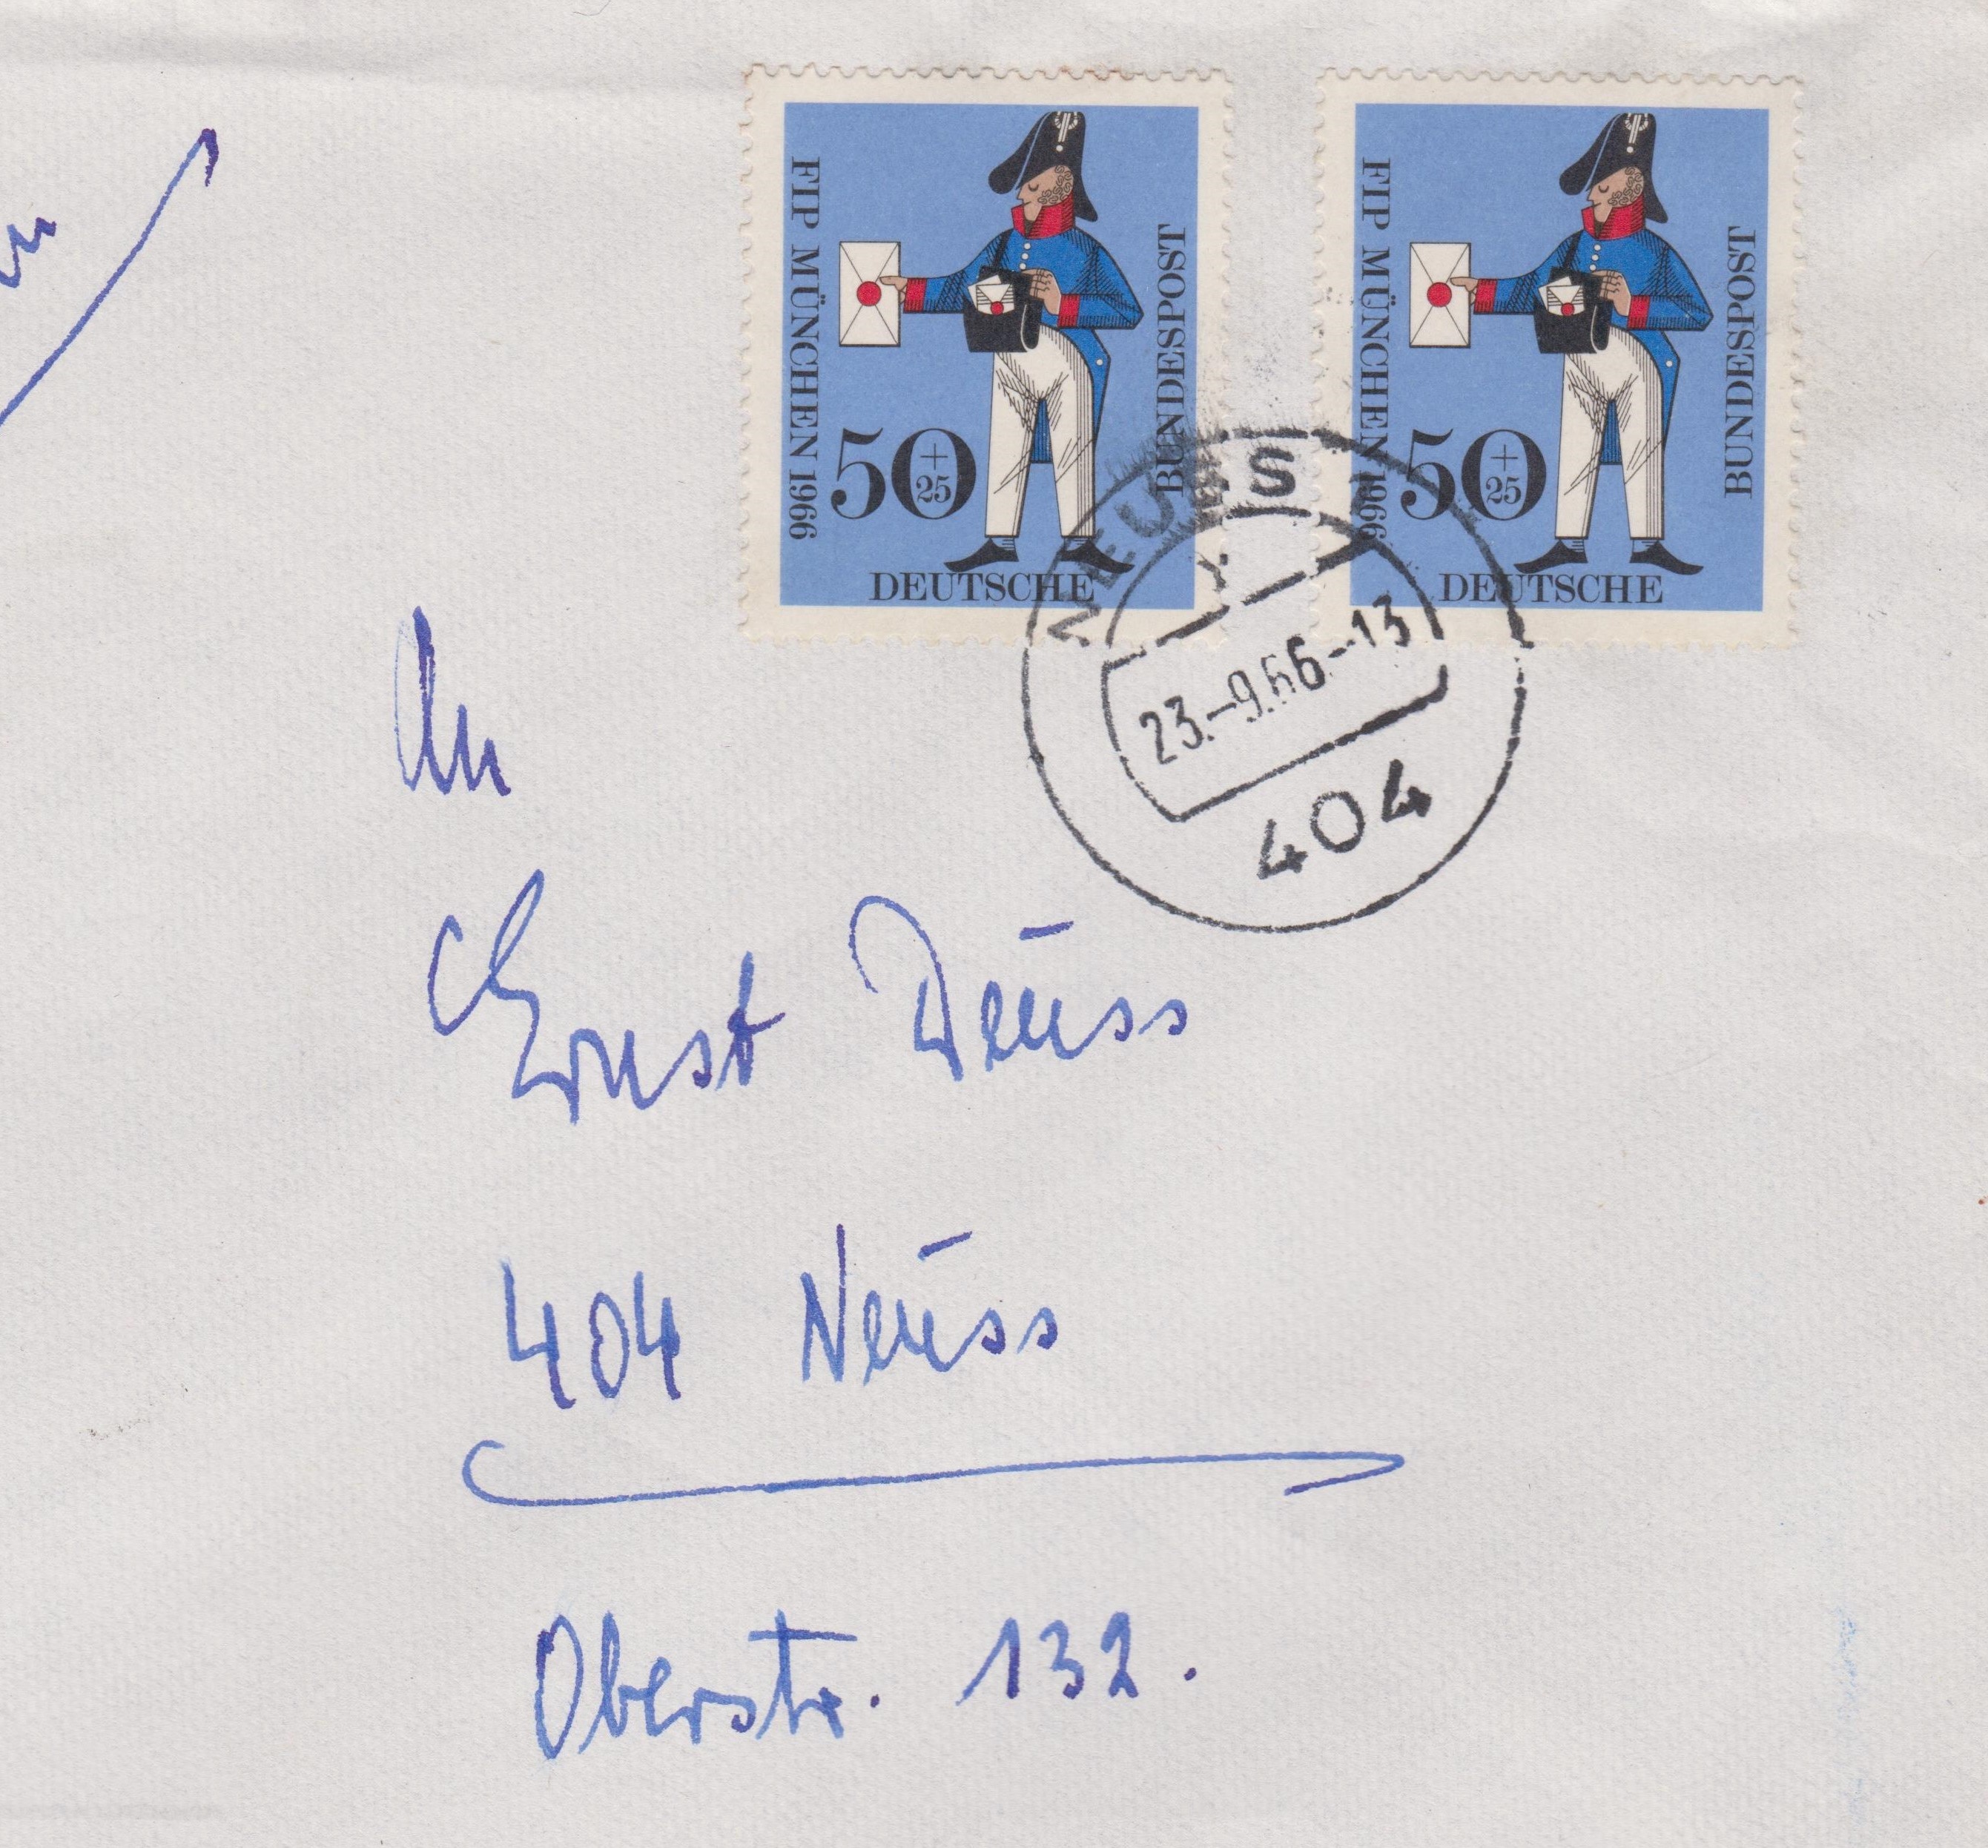 FIP MÜNCHEN 1966
50
+
25
DEUTSCHE
BUNDESPOST
FIP MÜNCHEN 1966
50
+
25
DEUTSCHE
BUNDESPOST
NEUSS
23.-9.66.-13
404
An
Ernst Deuss
404 Neuss
Oberstr. 132.